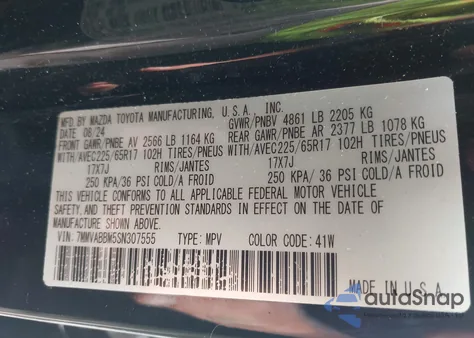 MFD. BY MAZDA TOYOTA MANUFACTURING, U.S.A., INC.
DATE 08/24 GVWR/PNBV 4861 LB 2205 KG
FRONT GAWR/PNBE AV 2566 LB 1164 KG REAR GAWR/PNBE AR 2377 LB 1078 KG
WITH/AVEC225/65R17 102H TIRES/PNEUS WITH/AVEC225/65R17 102H TIRES/PNEUS
17X7J RIMS/JANTES 17X7J RIMS/JANTES
250 KPA/36 PSI COLD/A FROID 250 KPA/36 PSI COLD/A FROID
THIS VEHICLE CONFORMS TO ALL APPLICABLE FEDERAL MOTOR VEHICLE
SAFETY, AND THEFT PREVENTION STANDARDS IN EFFECT ON THE DATE OF
MANUFACTURE SHOWN ABOVE.
VIN: 7MMVABBM5SN307555 TYPE: MPV COLOR CODE: 41W
MADE IN U.S.A.
autoSnap